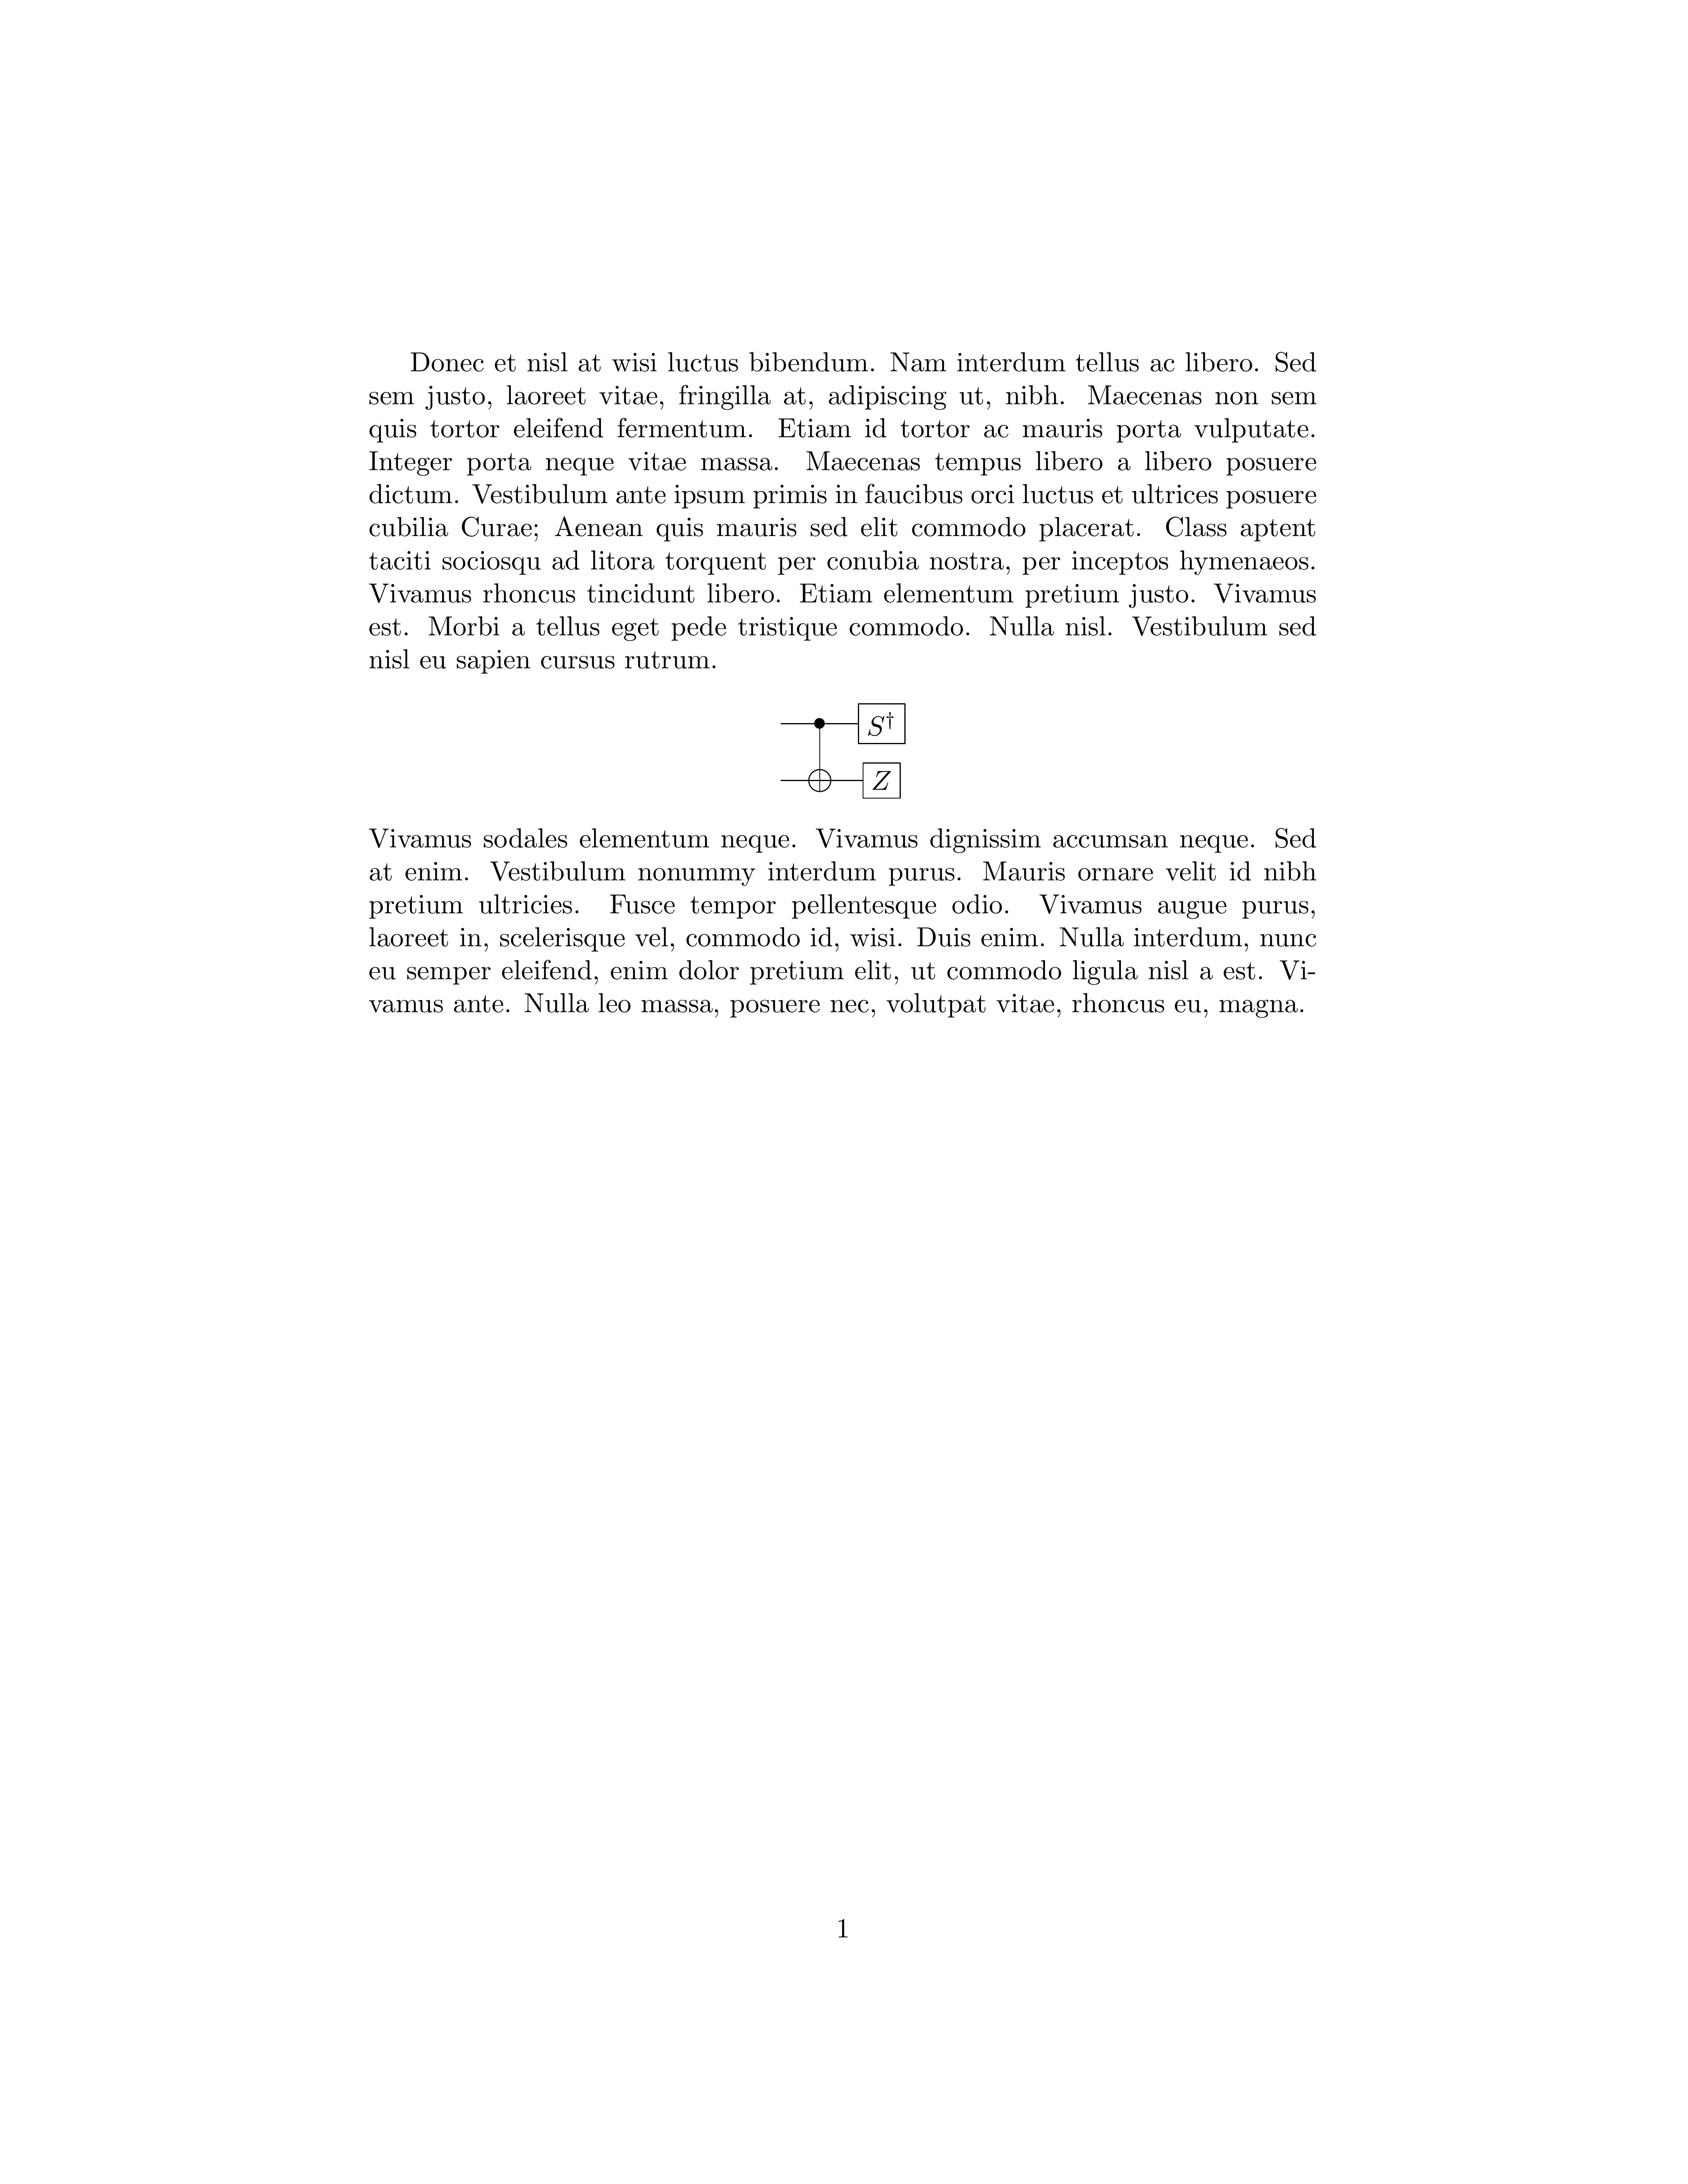 Donec et nisl at wisi luctus bibendum. Nam interdum tellus ac libero. Sed
sem justo, laoreet vitae, fringilla at, adipiscing ut, nibh. Maecenas non sem
quis tortor eleifend fermentum. Etiam id tortor ac mauris porta vulputate.
Integer porta neque vitae massa. Maecenas tempus libero a libero posuere
dictum. Vestibulum ante ipsum primis in faucibus orci luctus et ultrices posuere
cubilia Curae; Aenean quis mauris sed elit commodo placerat. Class aptent
taciti sociosqu ad litora torquent per conubia nostra, per inceptos hymenaeos.
Vivamus rhoncus tincidunt libero. Etiam elementum pretium justo. Vivamus
est. Morbi a tellus eget pede tristique commodo. Nulla nisl. Vestibulum sed
nisl eu sapien cursus rutrum.
S†
Z
Vivamus sodales elementum neque. Vivamus dignissim accumsan neque. Sed
at enim. Vestibulum nonummy interdum purus. Mauris ornare velit id nibh
pretium ultricies. Fusce tempor pellentesque odio. Vivamus augue purus,
laoreet in, scelerisque vel, commodo id, wisi. Duis enim. Nulla interdum, nunc
eu semper eleifend, enim dolor pretium elit, ut commodo ligula nisl a est. Vi-
vamus ante. Nulla leo massa, posuere nec, volutpat vitae, rhoncus eu, magna.
1